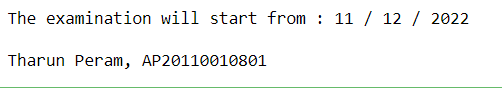 The examination will start from : 11 / 12 / 2022
Tharun Peram, AP20110010801